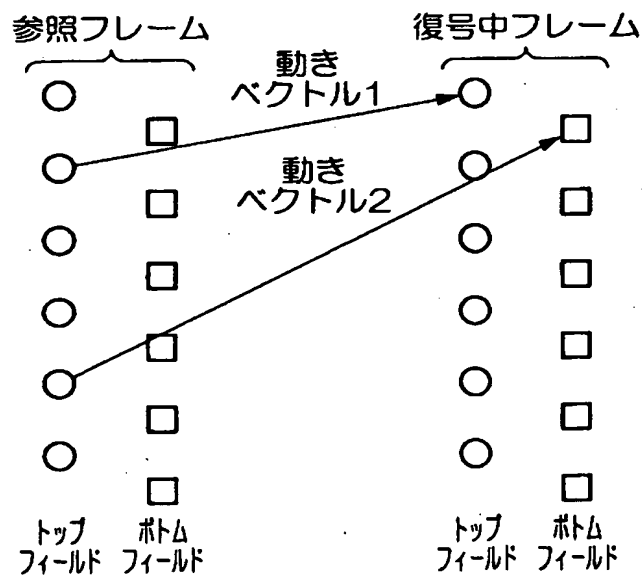 参照フレーム
復号中フレーム
動き
ベクトル1
動き
ベクトル2
トップ
フィールド
ボトム
フィールド
トップ
フィールド
ボトム
フィールド